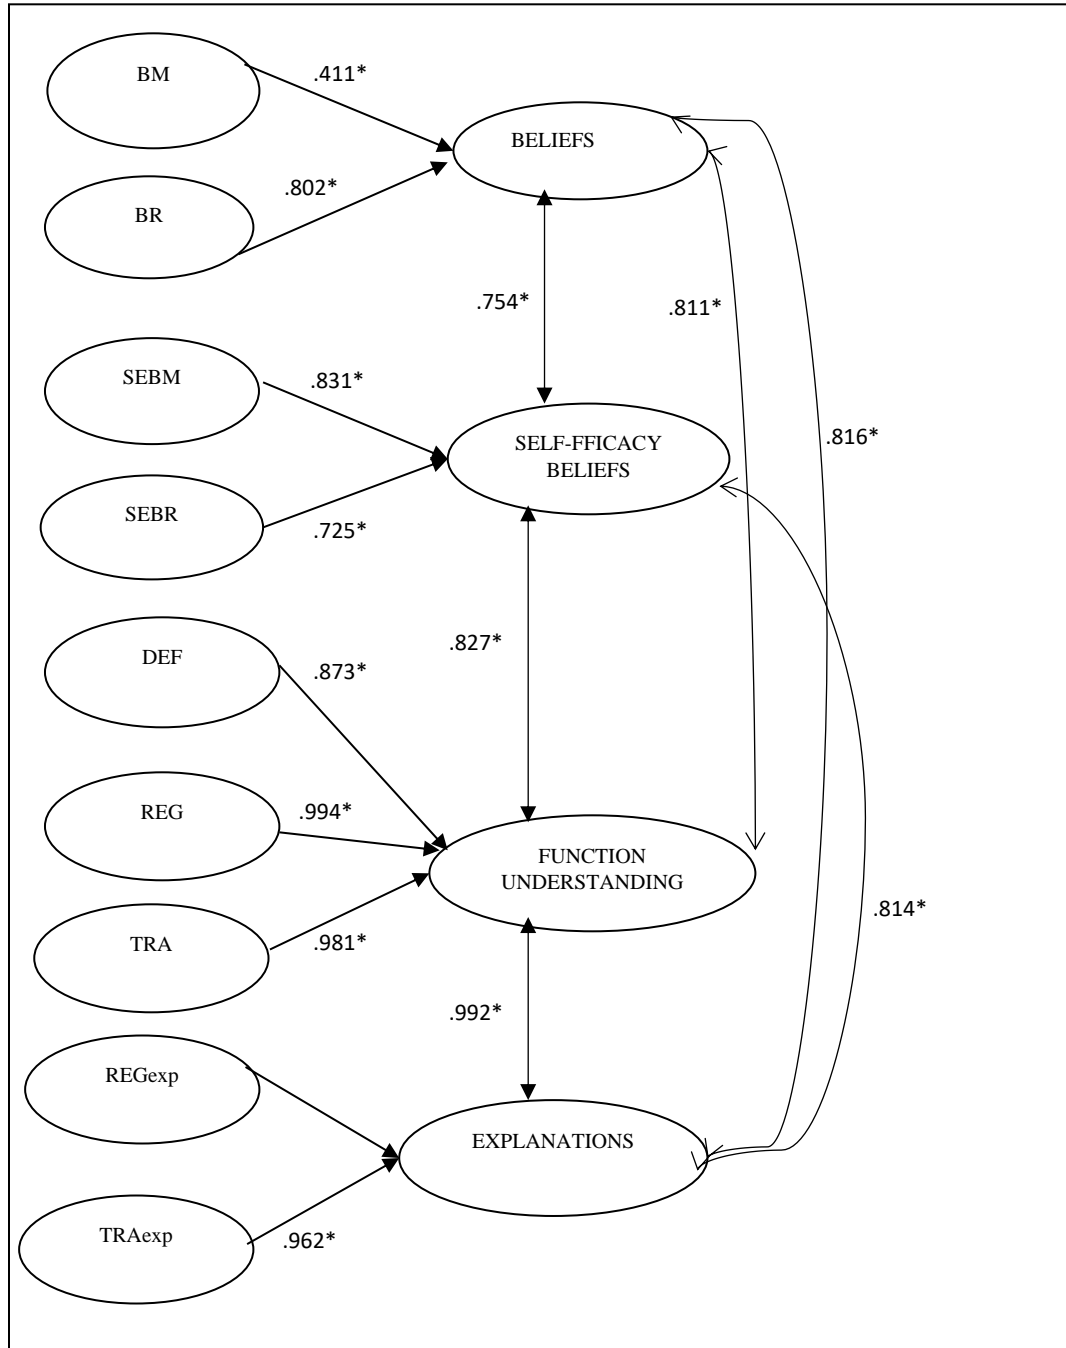 BM
.411*
BELIEFS
BR
.802*
.754*
.811*
SEBM
.831*
SELF-FFICACY
BELIEFS
.816*
SEBR
.725*
DEF
.873*
.827*
REG
.994*
FUNCTION
UNDERSTANDING
TRA
.981*
.814*
.992*
REGexp
EXPLANATIONS
TRAexp
.962*